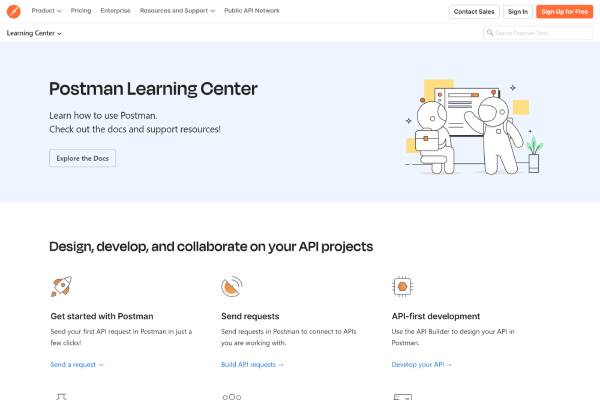 Product Pricing Enterprise Resources and Support Public API Network Contact Sales Sign In Sign Up for Free
Learning Center Search Postman Docs
Postman Learning Center
Learn how to use Postman.
Check out the docs and support resources!
Explore the Docs
Design, develop, and collaborate on your API projects
Get started with Postman
Send your first API request in Postman in just a
few clicks!
Send a request →
Send requests
Send requests in Postman to connect to APIs
you are working with.
Build API requests →
API-first development
Use the API Builder to design your API in
Postman.
Develop your API →